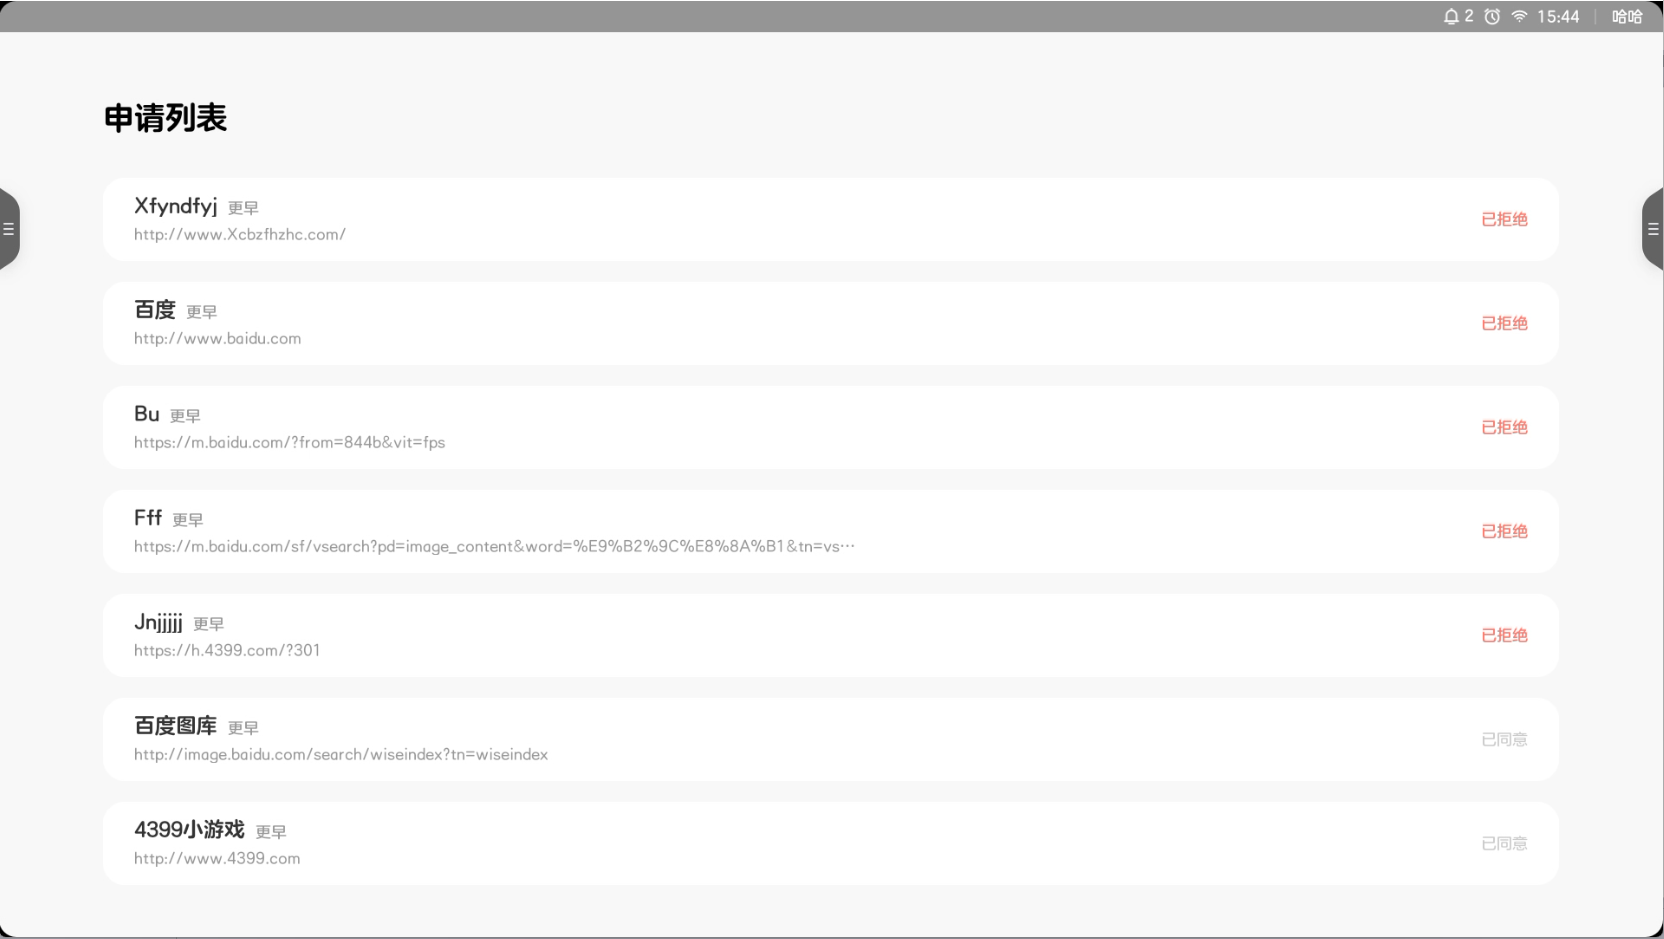 2 15:44 哈哈
申请列表
Xfyndfyj 更早
http://www.Xcbzfhzhc.com/
已拒绝
百度 更早
http://www.baidu.com
已拒绝
Bu 更早
https://m.baidu.com/?from=844b&vit=fps
已拒绝
Fff 更早
https://m.baidu.com/sf/vsearch?pd=image_content&word=%E9%B2%9C%E8%8A%B1&tn=vs…
已拒绝
Jnjjjjj 更早
https://h.4399.com/?301
已拒绝
百度图库 更早
http://image.baidu.com/search/wiseindex?tn=wiseindex
已同意
4399小游戏 更早
http://www.4399.com
已同意